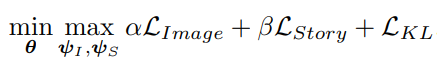 min max αℒ_Image + βℒ_Story + ℒ_KL
θ ψ_I,ψ_S